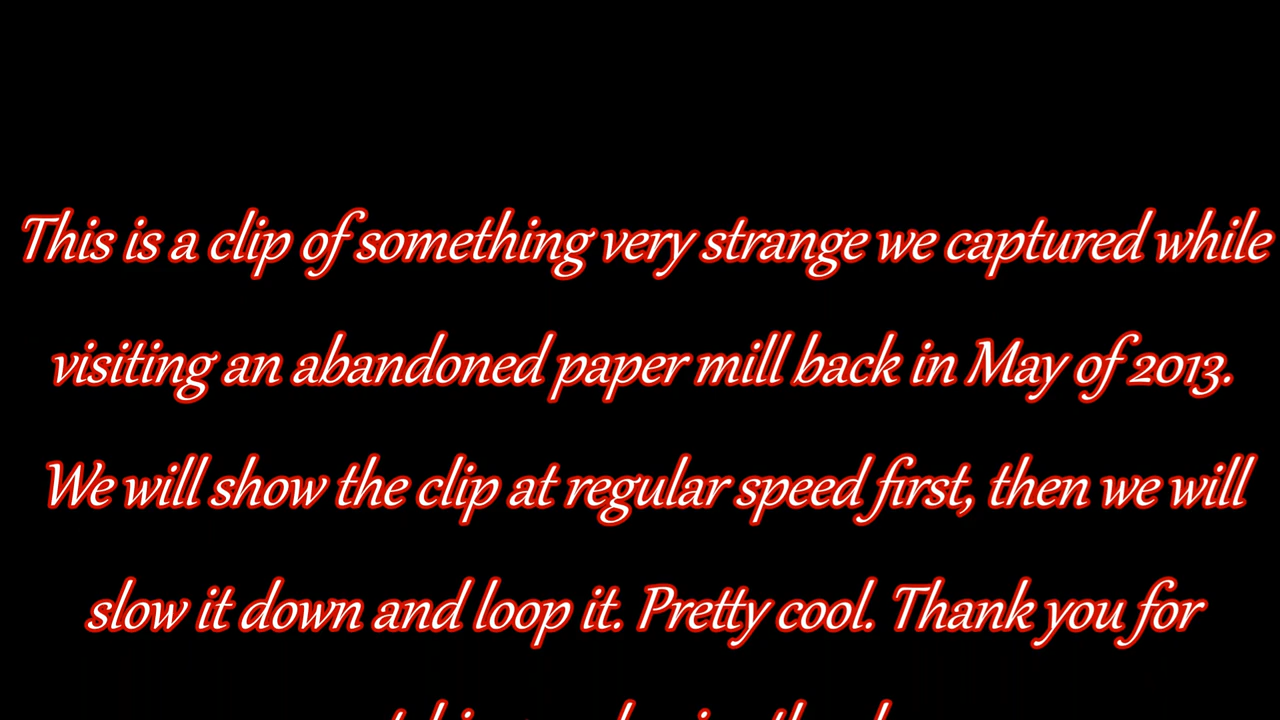 This is a clip of something very strange we captured while
visiting an abandoned paper mill back in May of 2013.
We will show the clip at regular speed first, then we will
slow it down and loop it. Pretty cool. Thank you for